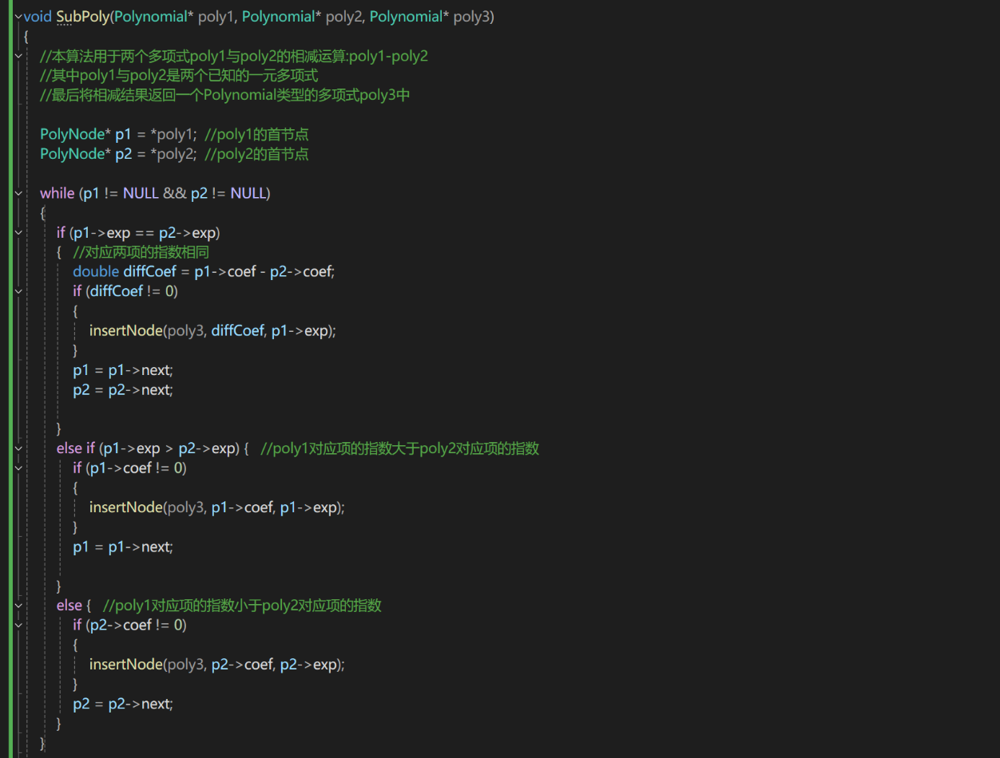 void SubPoly(Polynomial* poly1, Polynomial* poly2, Polynomial* poly3)
{
//本算法用于两个多项式poly1与poly2的相减运算:poly1-poly2
//其中poly1与poly2是两个已知的一元多项式
//最后将相减结果返回一个Polynomial类型的多项式poly3中
PolyNode* p1 = *poly1; //poly1的首节点
PolyNode* p2 = *poly2; //poly2的首节点
while (p1 != NULL && p2 != NULL)
{
if (p1->exp == p2->exp)
{ //对应两项的指数相同
double diffCoef = p1->coef - p2->coef;
if (diffCoef != 0)
{
insertNode(poly3, diffCoef, p1->exp);
}
p1 = p1->next;
p2 = p2->next;
}
else if (p1->exp > p2->exp) { //poly1对应项的指数大于poly2对应项的指数
if (p1->coef != 0)
{
insertNode(poly3, p1->coef, p1->exp);
}
p1 = p1->next;
}
else { //poly1对应项的指数小于poly2对应项的指数
if (p2->coef != 0)
{
insertNode(poly3, p2->coef, p2->exp);
}
p2 = p2->next;
}
}